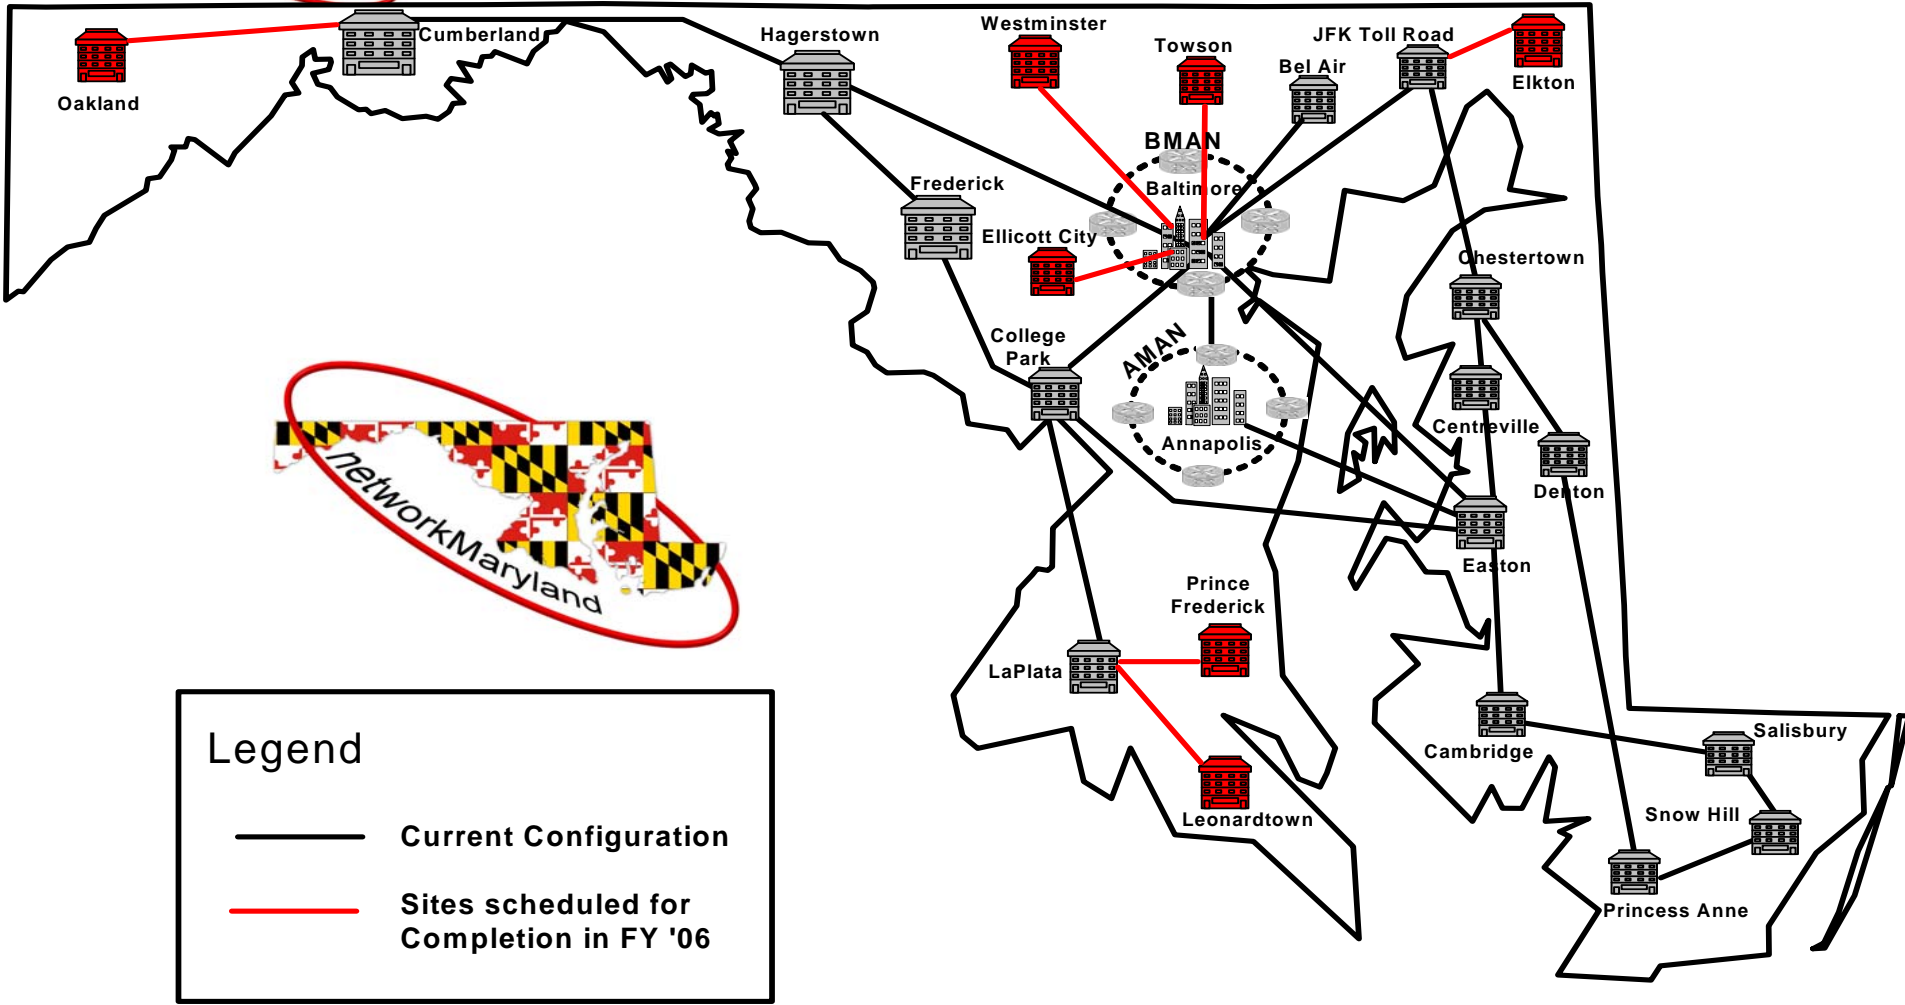 Westminster
Towson
JFK Toll Road
Cumberland
Hagerstown
Bel Air
Elkton
Oakland
BMAN
Baltimore
Frederick
Ellicott City
Chestertown
College
Park
AMAN
Centreville
Annapolis
Denton
networkMaryland
Easton
Prince
Frederick
LaPlata
Cambridge
Salisbury
Snow Hill
Leonardtown
Princess Anne
Legend
Current Configuration
Sites scheduled for
Completion in FY '06